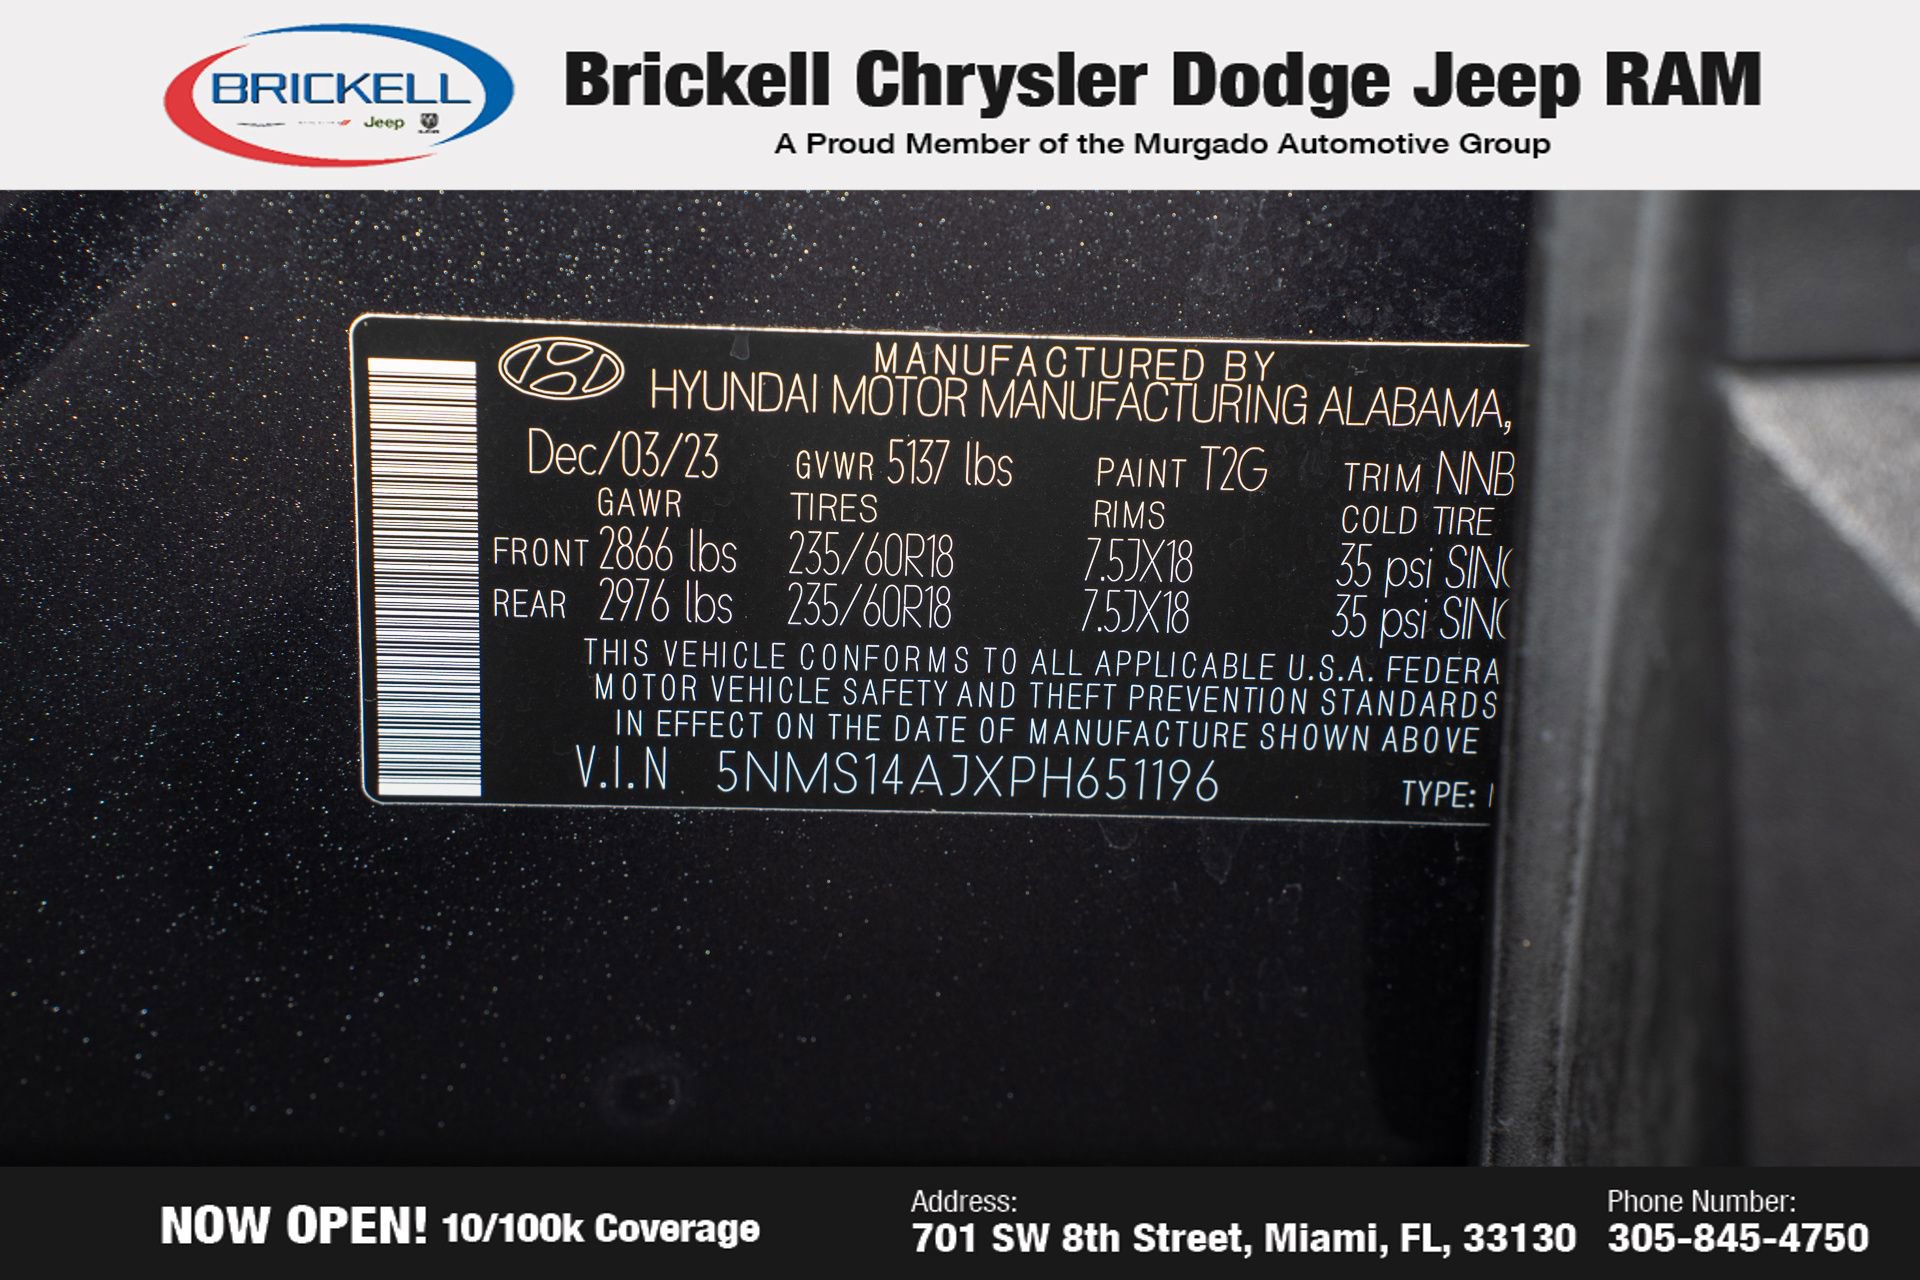 BRICKELL
Jeep
Brickell Chrysler Dodge Jeep RAM
A Proud Member of the Murgado Automotive Group
MANUFACTURED BY
HYUNDAI MOTOR MANUFACTURING ALABAMA,
Dec/03/23 GVWR 5137 lbs PAINT T2G TRIM NNB
GAWR TIRES RIMS COLD TIRE
FRONT 2866 lbs 235/60R18 7.5JX18 35 psi SIN
REAR 2976 lbs 235/60R18 7.5JX18 35 psi SIN
THIS VEHICLE CONFORMS TO ALL APPLICABLE U.S.A. FEDERA
MOTOR VEHICLE SAFETY AND THEFT PREVENTION STANDARDS
IN EFFECT ON THE DATE OF MANUFACTURE SHOWN ABOVE
V.I.N. 5NMS14AJXPH651196 TYPE:
NOW OPEN! 10/100k Coverage
Address:
701 SW 8th Street, Miami, FL, 33130
Phone Number:
305-845-4750